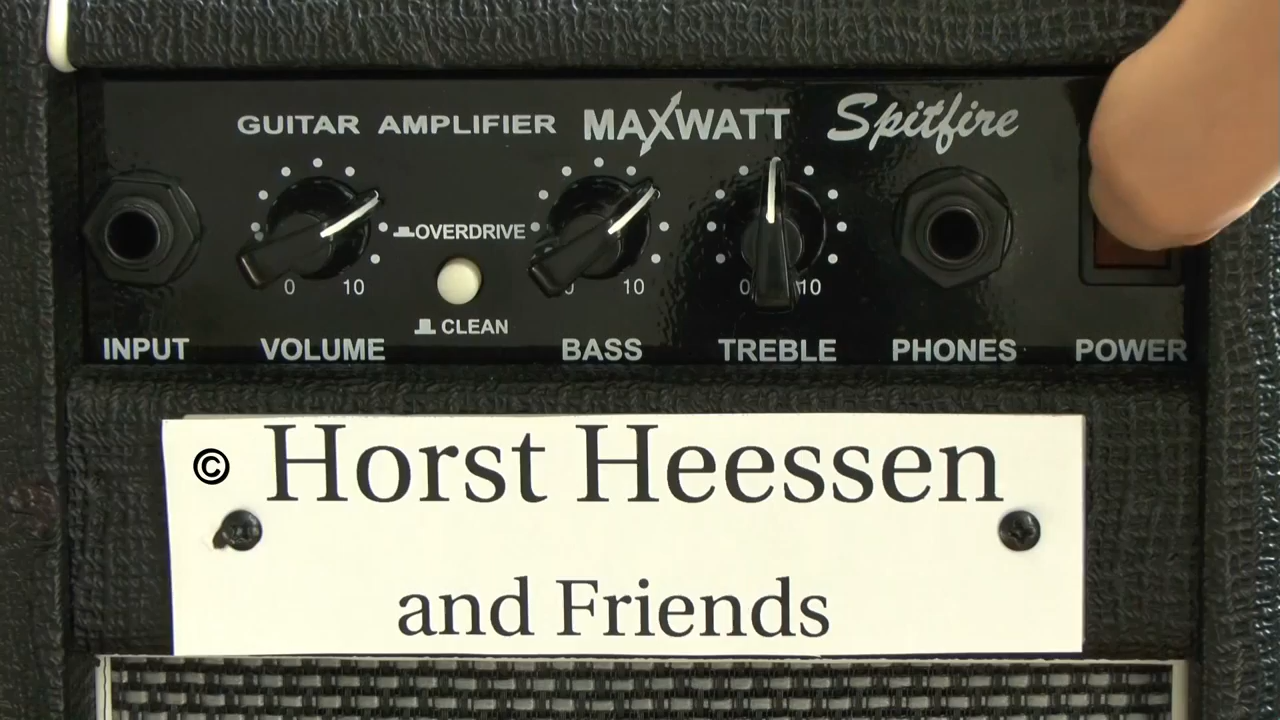 GUITAR AMPLIFIER MAXWATT Spitfire
OVERDRIVE
0 10 0 10 0 10
CLEAN
INPUT VOLUME BASS TREBLE PHONES POWER
© Horst Heessen
and Friends